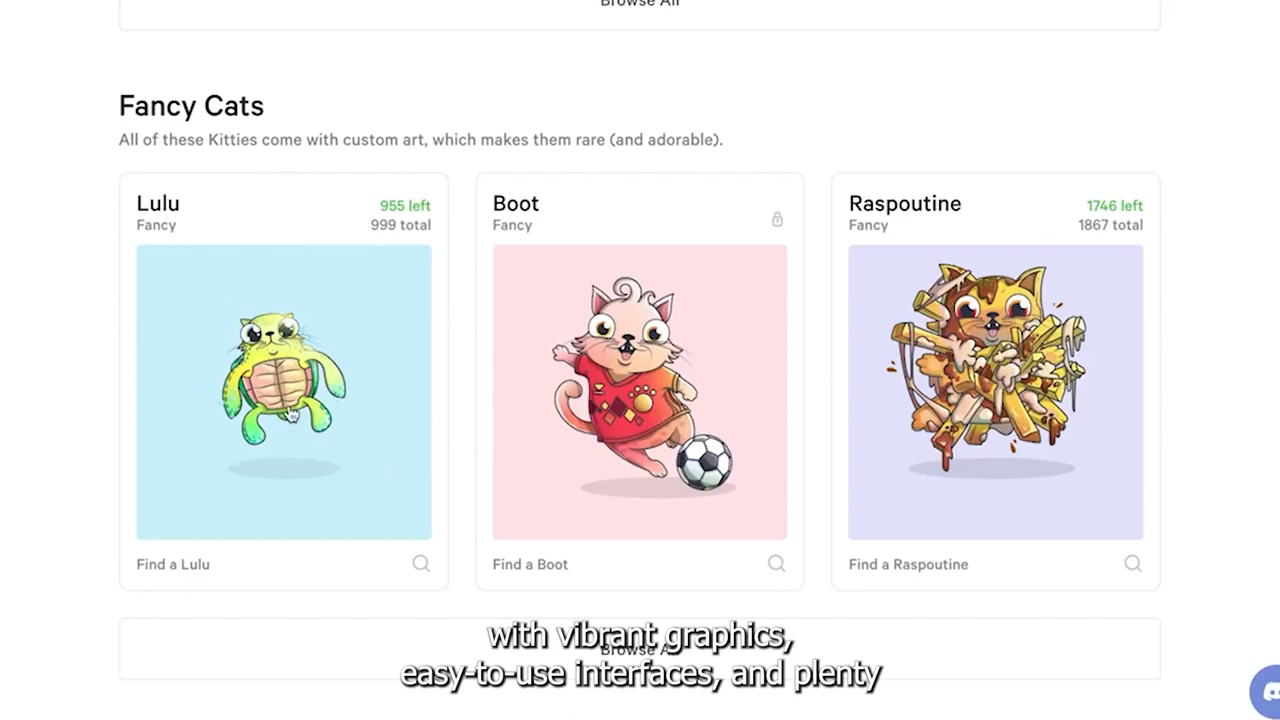 Browse All
Fancy Cats
All of these Kitties come with custom art, which makes them rare (and adorable).
Lulu
955 left
Fancy
999 total
Find a Lulu
Boot
Fancy
Find a Boot
Raspoutine
1746 left
Fancy
1867 total
Find a Raspoutine
Browse A
with vibrant graphics,
easy-to-use interfaces, and plenty